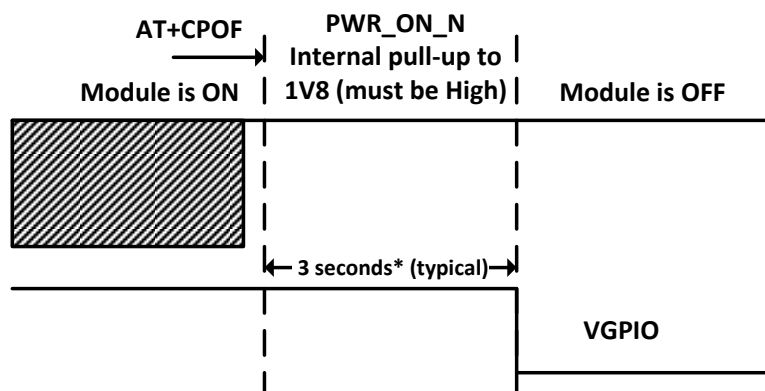 AT+CPOF
PWR_ON_N
Internal pull-up to
1V8 (must be High)
Module is ON
Module is OFF
3 seconds* (typical)
VGPIO